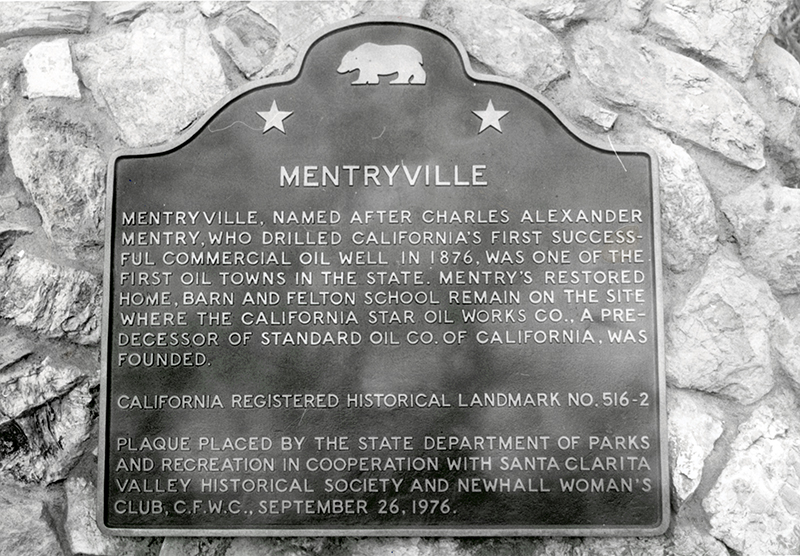 MENTRYVILLE
MENTRYVILLE, NAMED AFTER CHARLES ALEXANDER
MENTRY, WHO DRILLED CALIFORNIA'S FIRST SUCCESS-
FUL COMMERCIAL OIL WELL IN 1876, WAS ONE OF THE
FIRST OIL TOWNS IN THE STATE. MENTRY'S RESTORED
HOME, BARN AND FELTON SCHOOL REMAIN ON THE SITE
WHERE THE CALIFORNIA STAR OIL WORKS CO., A PRE-
DECESSOR OF STANDARD OIL CO. OF CALIFORNIA, WAS
FOUNDED.
CALIFORNIA REGISTERED HISTORICAL LANDMARK NO. 516-2
PLAQUE PLACED BY THE STATE DEPARTMENT OF PARKS
AND RECREATION IN COOPERATION WITH SANTA CLARITA
VALLEY HISTORICAL SOCIETY AND NEWHALL WOMAN'S
CLUB, C.F.W.C., SEPTEMBER 26, 1976.